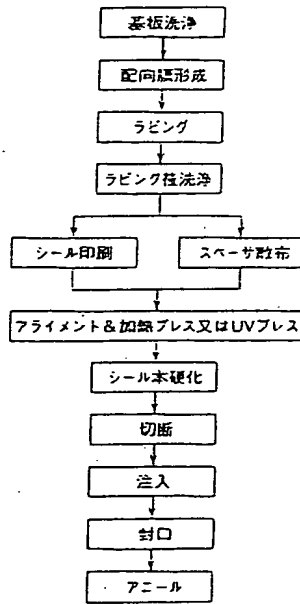 基板洗浄
配向膜形成
ラビング
ラビング後洗浄
シール印刷
スペーサ散布
アライメント&加熱プレス又はUVプレス
シール本硬化
切断
注入
封口
アニール